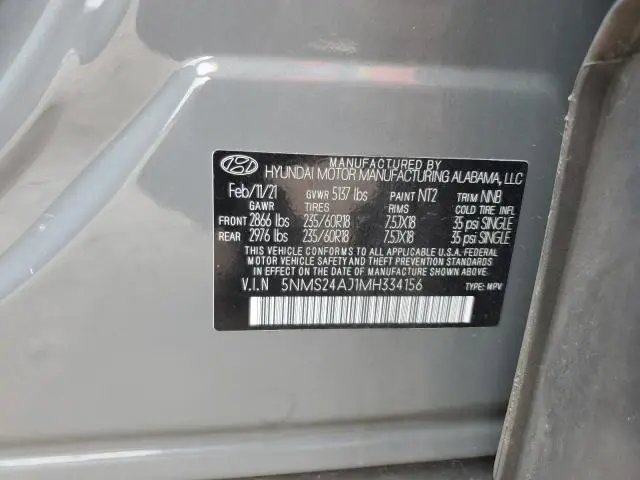 MANUFACTURED BY
HYUNDAI MOTOR MANUFACTURING ALABAMA, LLC
Feb/11/21 GVWR 5137 lbs PAINT NT2 TRIM NNB
GAWR TIRES RIMS COLD TIRE INFL
FRONT 2866 lbs 235/60R18 7.5JX18 35 psi SINGLE
REAR 2976 lbs 235/60R18 7.5JX18 35 psi SINGLE
THIS VEHICLE CONFORMS TO ALL APPLICABLE U.S.A. FEDERAL
MOTOR VEHICLE SAFETY, BUMPER, AND THEFT PREVENTION
STANDARDS IN EFFECT ON THE DATE OF MANUFACTURE SHOWN ABOVE.
V.I.N 5NMS24AJ1MH334156 TYPE: MPV